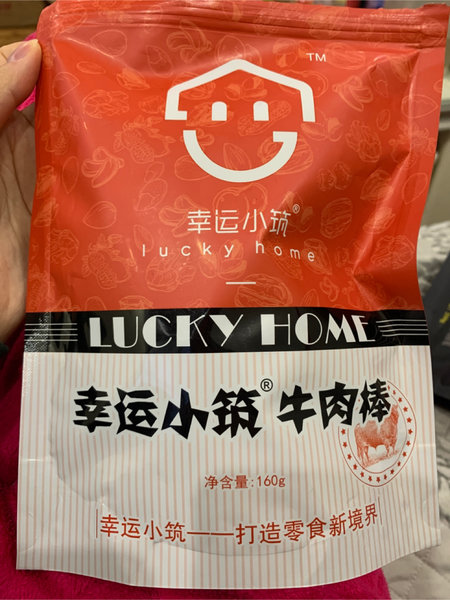 TM
幸运小筑®
lucky home
LUCKY HOME
幸运小筑®牛肉棒
净含量:160g
幸运小筑——打造零食新境界